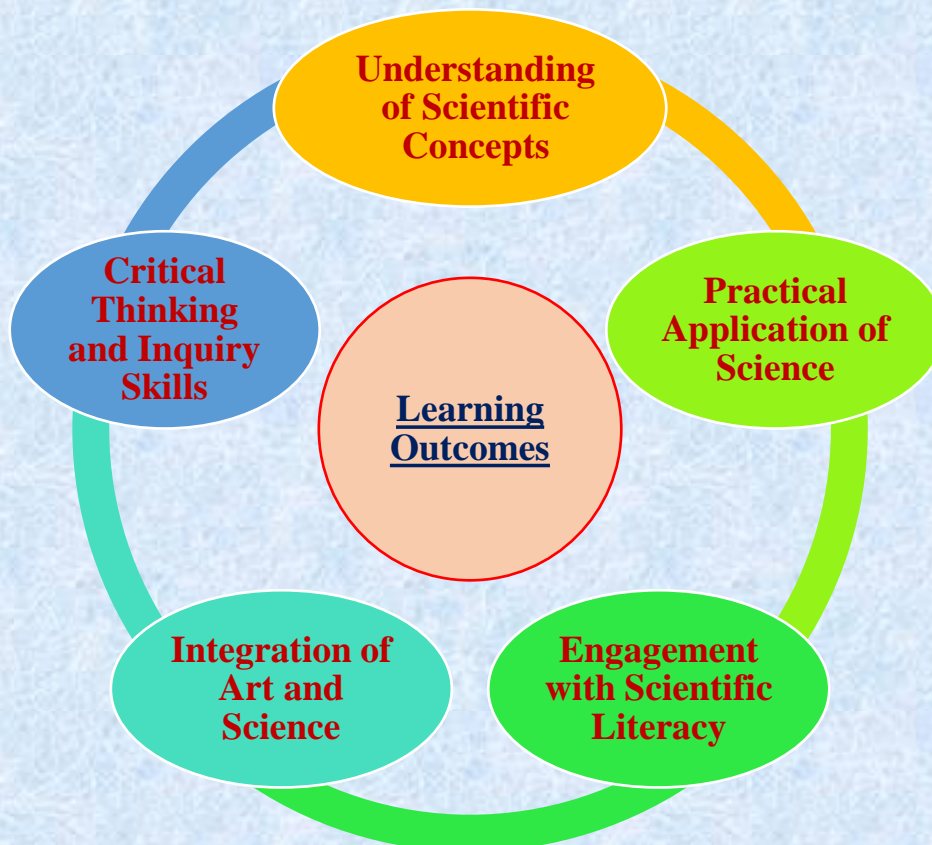 Understanding
of Scientific
Concepts
Practical
Application of
Science
Engagement
with Scientific
Literacy
Integration of
Art and
Science
Critical
Thinking
and Inquiry
Skills
Learning
Outcomes